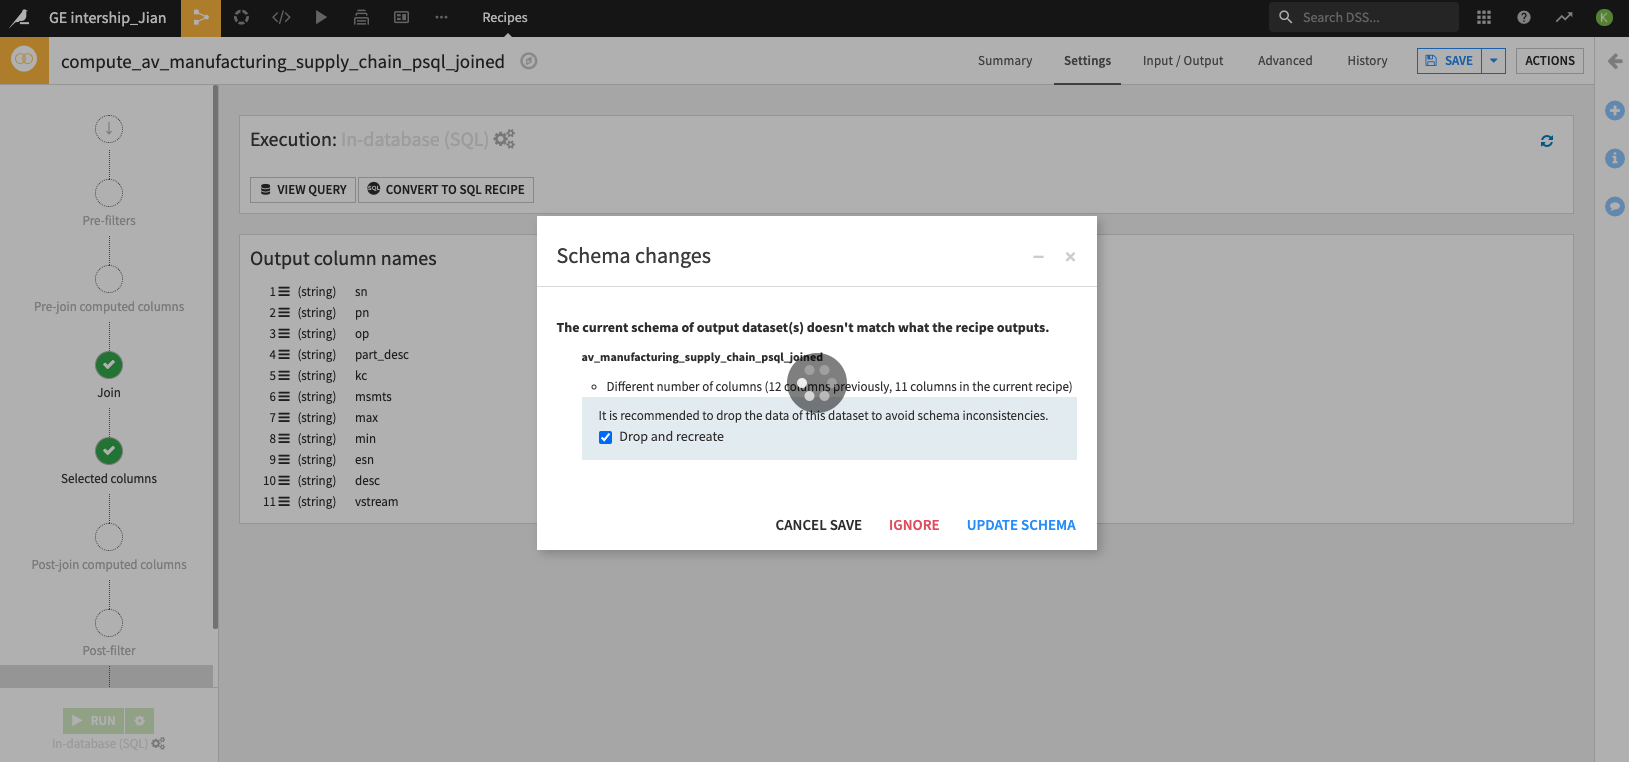 GE intership_Jian
Recipes
Search DSS...
K
compute_av_manufacturing_supply_chain_psql_joined
Summary
Settings
Input / Output
Advanced
History
SAVE
ACTIONS
Pre-filters
Pre-join computed columns
Join
Selected columns
Post-join computed columns
Post-filter
RUN
In-database (SQL)
Execution: In-database (SQL)
VIEW QUERY
SQL CONVERT TO SQL RECIPE
Output column names
1 (string) sn
2 (string) pn
3 (string) op
4 (string) part_desc
5 (string) kc
6 (string) msmts
7 (string) max
8 (string) min
9 (string) esn
10 (string) desc
11 (string) vstream
Schema changes
The current schema of output dataset(s) doesn't match what the recipe outputs.
av_manufacturing_supply_chain_psql_joined
Different number of columns (12 columns previously, 11 columns in the current recipe)
It is recommended to drop the data of this dataset to avoid schema inconsistencies.
Drop and recreate
CANCEL SAVE
IGNORE
UPDATE SCHEMA